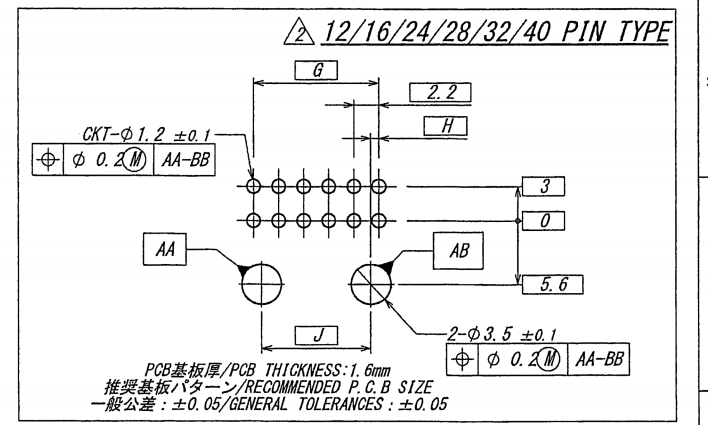 2 12/16/24/28/32/40 PIN TYPE
G
2.2
H
CKT-Φ1.2 ±0.1
⌖ Φ 0.2Ⓜ AA-BB
3
0
AA
AB
5.6
J
2-Φ3.5 ±0.1
⌖ Φ 0.2Ⓜ AA-BB
PCB基板厚/PCB THICKNESS:1.6mm
推奨基板パターン/RECOMMENDED P.C.B SIZE
一般公差:±0.05/GENERAL TOLERANCES:±0.05